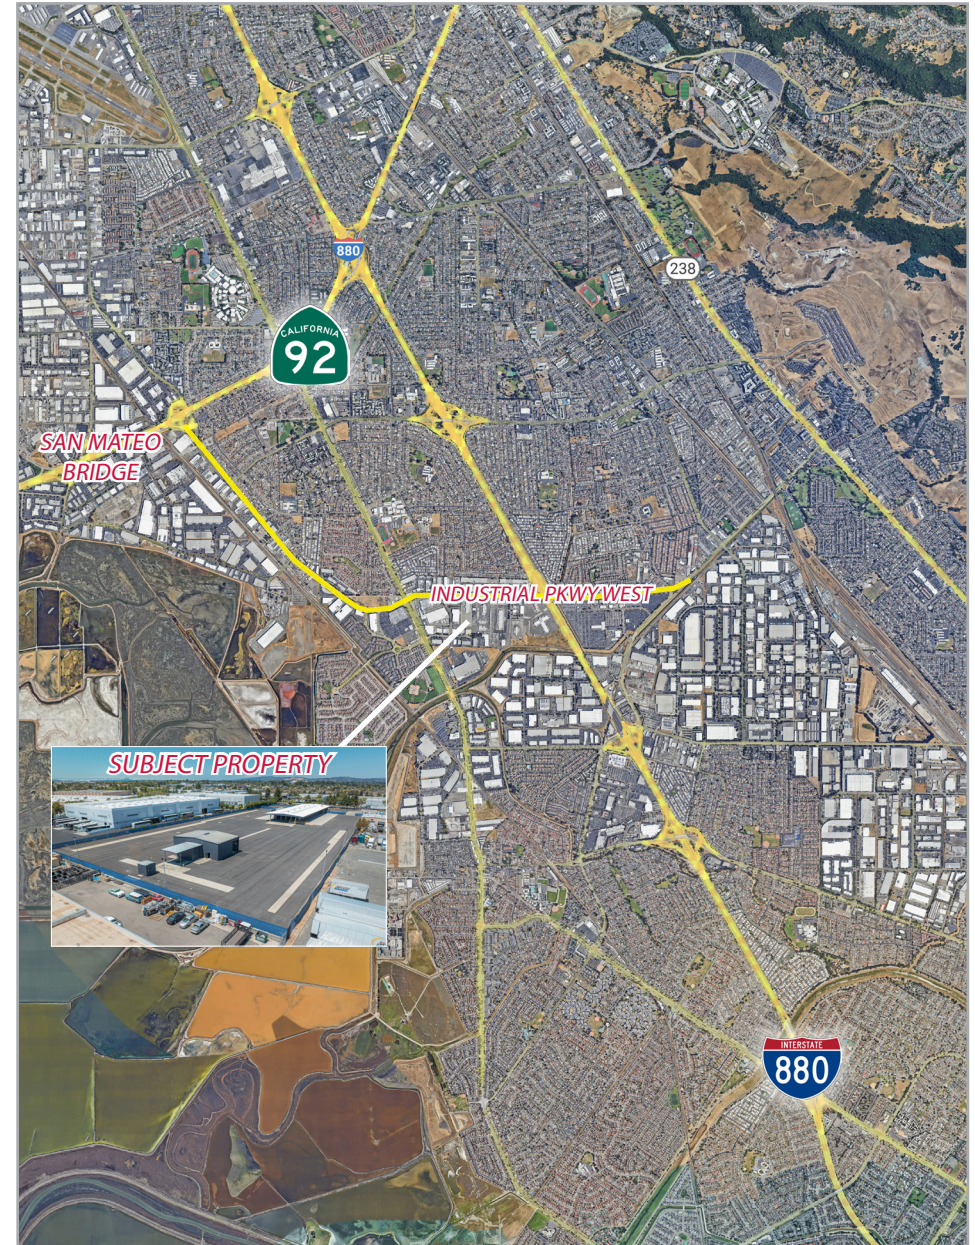 880
238
CALIFORNIA
92
SAN MATEO
BRIDGE
INDUSTRIAL PKWY WEST
SUBJECT PROPERTY
INTERSTATE
880